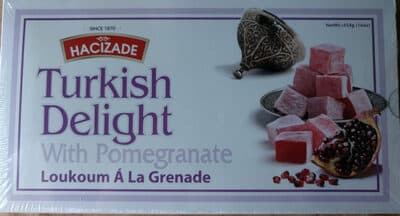 SINCE 1870
HACIZADE
Turkish
Delight
With Pomegranate
Loukoum Á La Grenade